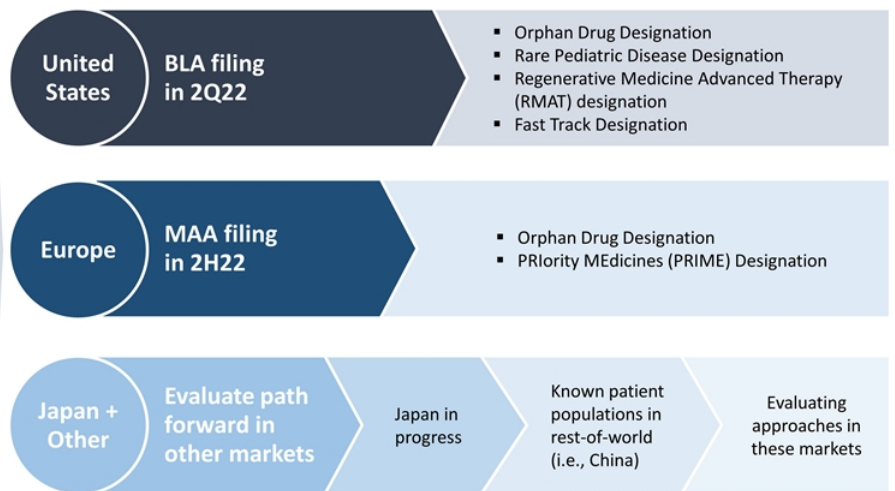 United
States
BLA filing
in 2Q22
▪ Orphan Drug Designation
▪ Rare Pediatric Disease Designation
▪ Regenerative Medicine Advanced Therapy
(RMAT) designation
▪ Fast Track Designation
Europe
MAA filing
in 2H22
▪ Orphan Drug Designation
▪ PRIority MEdicines (PRIME) Designation
Japan +
Other
Evaluate path
forward in
other markets
Japan in
progress
Known patient
populations in
rest-of-world
(i.e., China)
Evaluating
approaches in
these markets